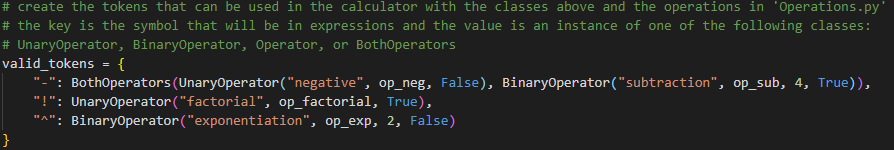 # create the tokens that can be used in the calculator with the classes above and the operations in 'Operations.py'
# the key is the symbol that will be in expressions and the value is an instance of one of the following classes:
# UnaryOperator, BinaryOperator, Operator, or BothOperators
valid_tokens = {
    "-": BothOperators(UnaryOperator("negative", op_neg, False), BinaryOperator("subtraction", op_sub, 4, True)),
    "!": UnaryOperator("factorial", op_factorial, True),
    "^": BinaryOperator("exponentiation", op_exp, 2, False)
}